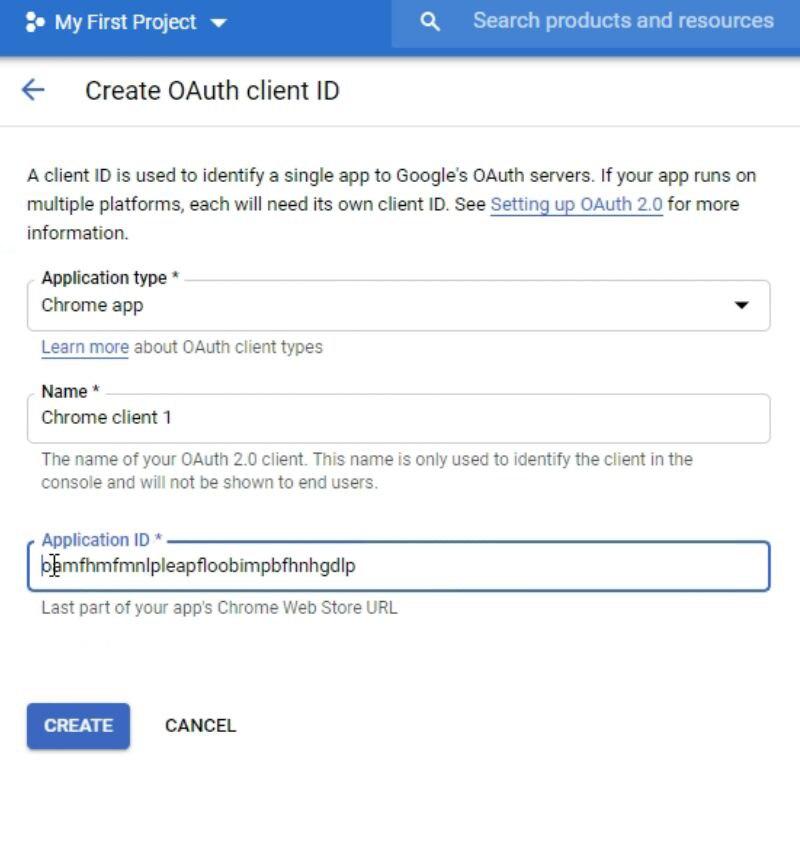 My First Project
Search products and resources
Create OAuth client ID
A client ID is used to identify a single app to Google's OAuth servers. If your app runs on
multiple platforms, each will need its own client ID. See Setting up OAuth 2.0 for more
information.
Application type *
Chrome app
Learn more about OAuth client types
Name *
Chrome client 1
The name of your OAuth 2.0 client. This name is only used to identify the client in the
console and will not be shown to end users.
Application ID *
Last part of your app's Chrome Web Store URL
CREATE
CANCEL